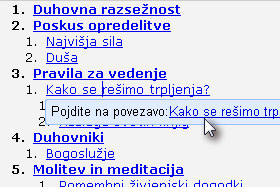 1. Duhovna razsežnost
2. Poskus opredelitve
1. Najvišja sila
2. Duša
3. Pravila za vedenje
1. Kako se rešimo trpljenja?
1.
Pojdite na povezavo: Kako se rešimo trp
4. Duhovniki
1. Bogoslužje
5. Molitev in meditacija
1. Pomembni življenjski dogodki